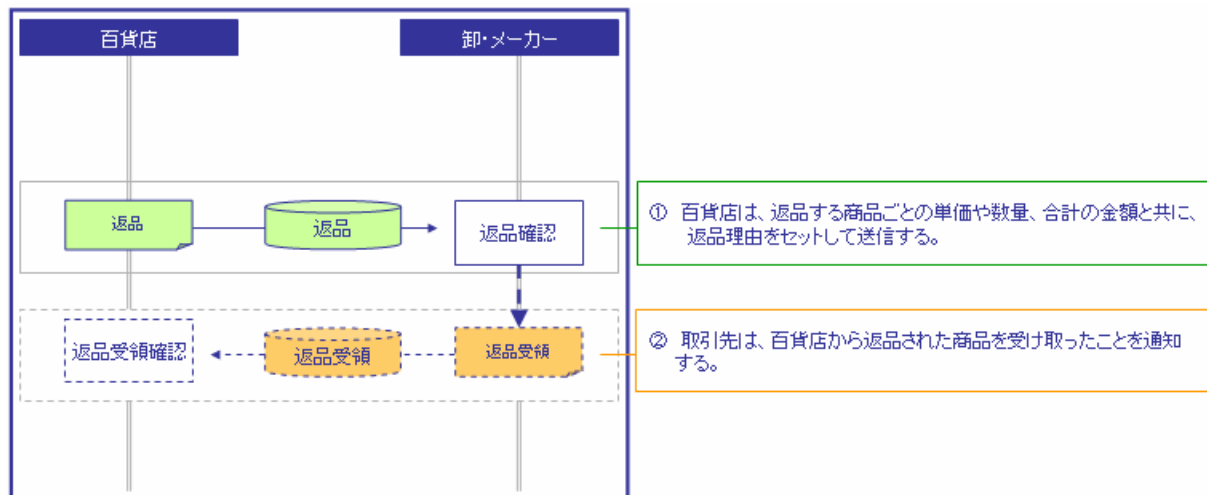 百貨店
卸・メーカー
返品
返品
返品確認
① 百貨店は、返品する商品ごとの単価や数量、合計の金額と共に、
返品理由をセットして送信する。
返品受領確認
返品受領
返品受領
② 取引先は、百貨店から返品された商品を受け取ったことを通知
する。